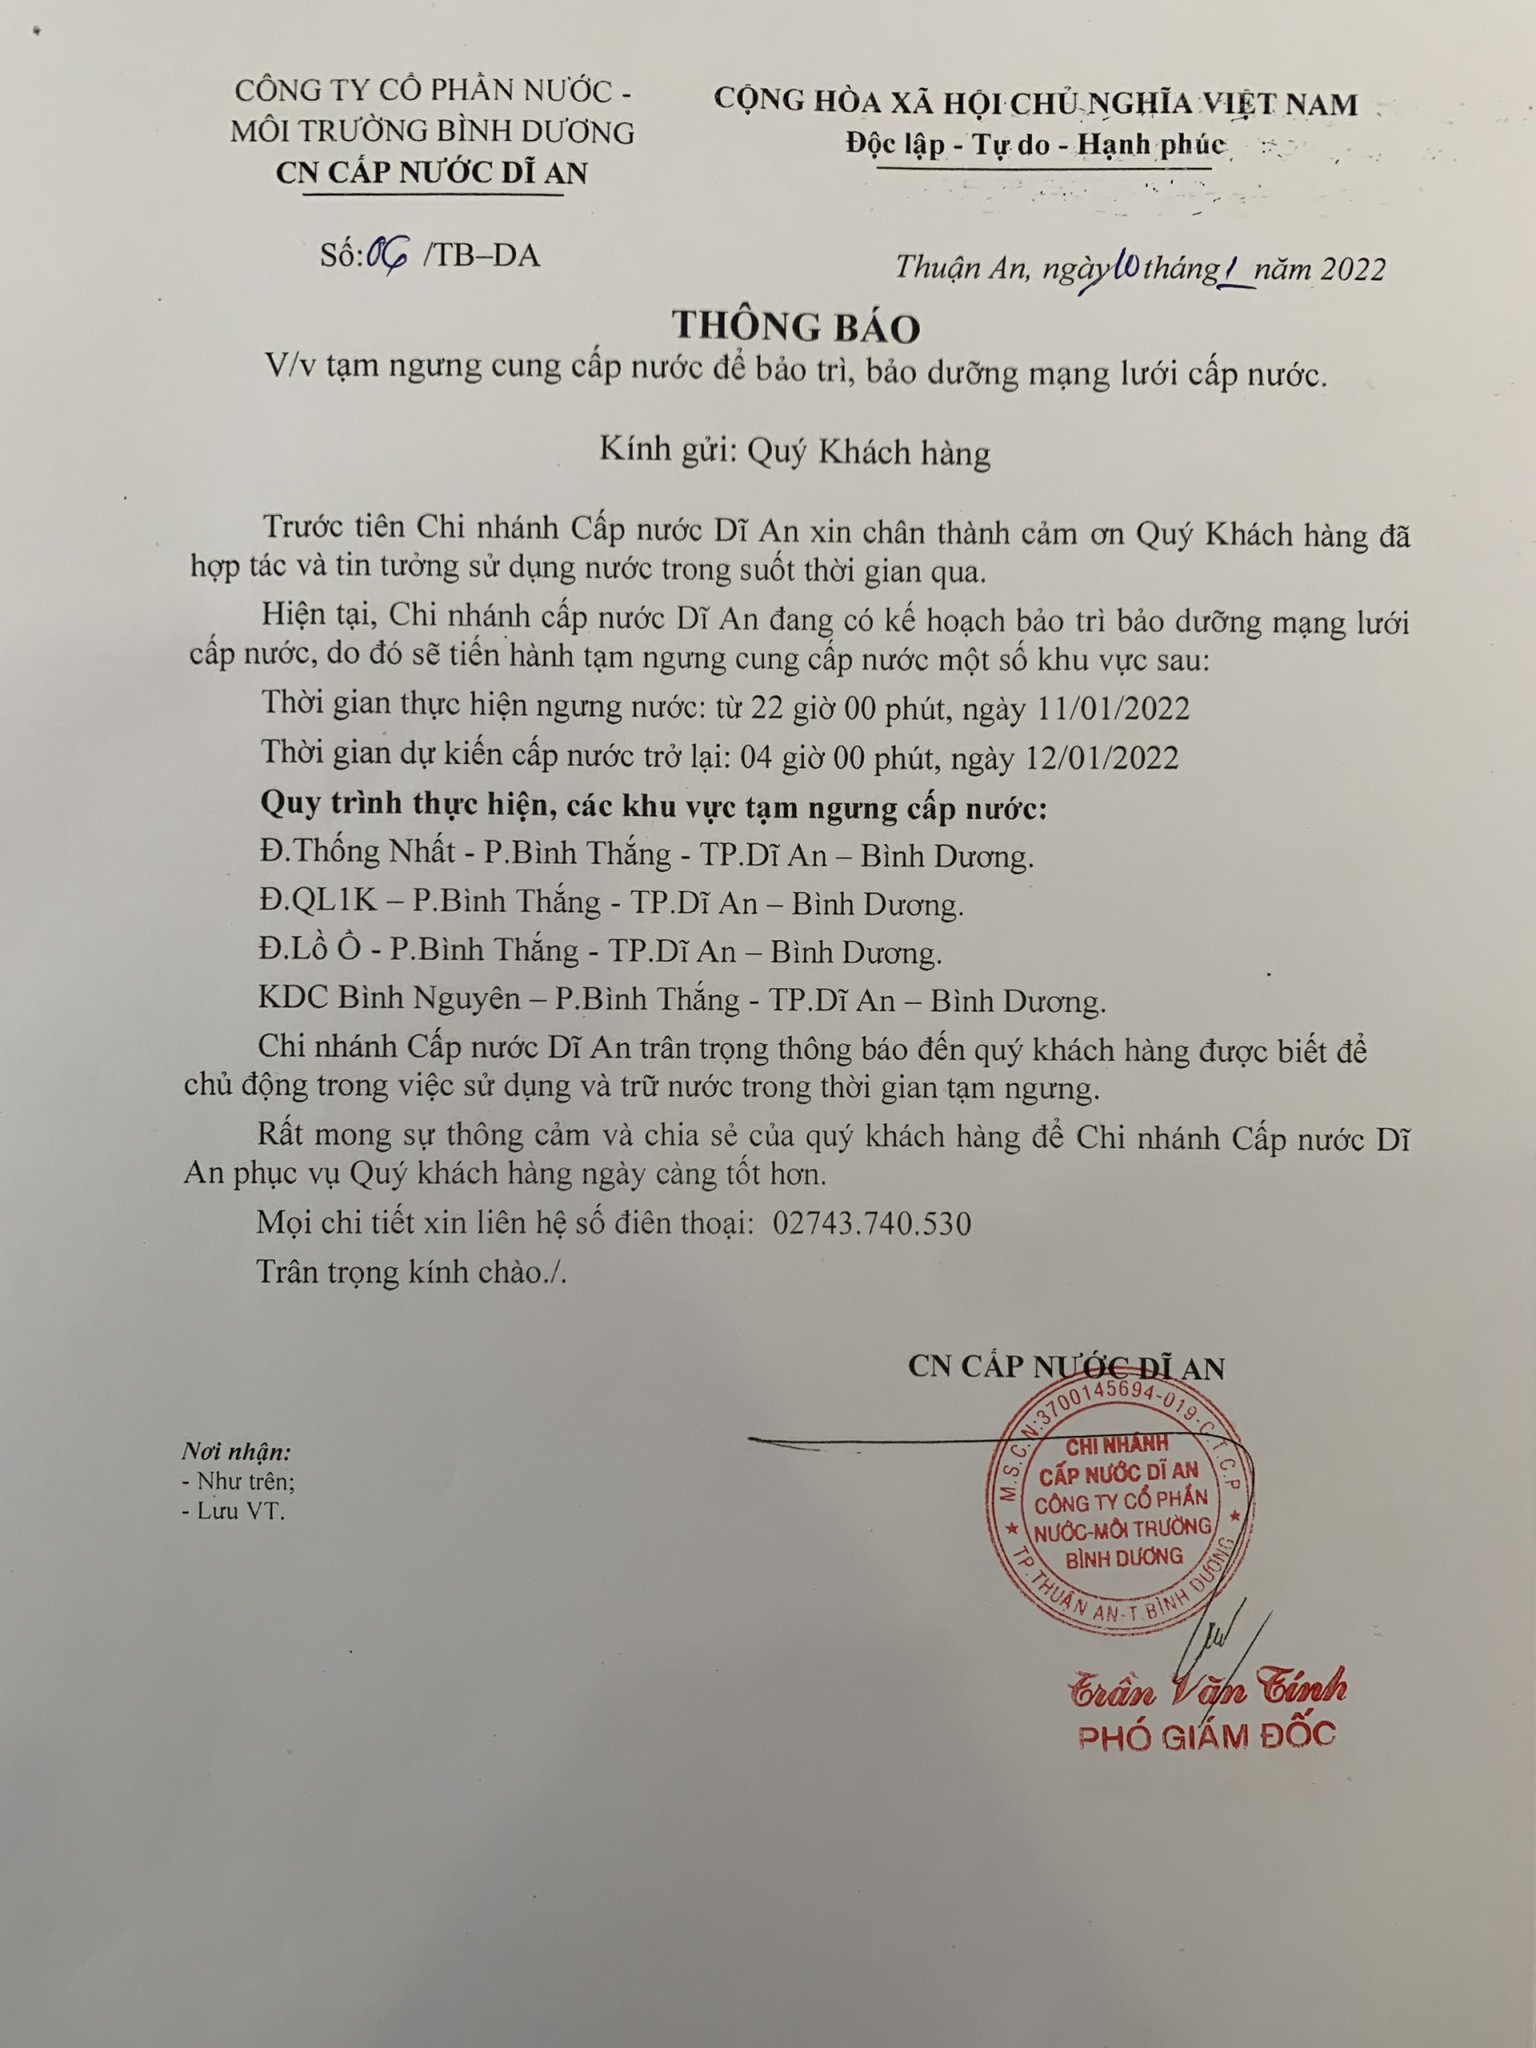 CÔNG TY CỔ PHẦN NƯỚC -
MÔI TRƯỜNG BÌNH DƯƠNG
CN CẤP NƯỚC DĨ AN
CỘNG HÒA XÃ HỘI CHỦ NGHĨA VIỆT NAM
Độc lập - Tự do - Hạnh phúc
Số:06 /TB–DA
Thuận An, ngày 10 tháng 1 năm 2022
THÔNG BÁO
V/v tạm ngưng cung cấp nước để bảo trì, bảo dưỡng mạng lưới cấp nước.
Kính gửi: Quý Khách hàng
Trước tiên Chi nhánh Cấp nước Dĩ An xin chân thành cảm ơn Quý Khách hàng đã
hợp tác và tin tưởng sử dụng nước trong suốt thời gian qua.
Hiện tại, Chi nhánh cấp nước Dĩ An đang có kế hoạch bảo trì bảo dưỡng mạng lưới
cấp nước, do đó sẽ tiến hành tạm ngưng cung cấp nước một số khu vực sau:
Thời gian thực hiện ngưng nước: từ 22 giờ 00 phút, ngày 11/01/2022
Thời gian dự kiến cấp nước trở lại: 04 giờ 00 phút, ngày 12/01/2022
Quy trình thực hiện, các khu vực tạm ngưng cấp nước:
Đ.Thống Nhất - P.Bình Thắng - TP.Dĩ An – Bình Dương.
Đ.QL1K – P.Bình Thắng - TP.Dĩ An – Bình Dương.
Đ.Lồ Ồ - P.Bình Thắng - TP.Dĩ An – Bình Dương.
KDC Bình Nguyên – P.Bình Thắng - TP.Dĩ An – Bình Dương.
Chi nhánh Cấp nước Dĩ An trân trọng thông báo đến quý khách hàng được biết để
chủ động trong việc sử dụng và trữ nước trong thời gian tạm ngưng.
Rất mong sự thông cảm và chia sẻ của quý khách hàng để Chi nhánh Cấp nước Dĩ
An phục vụ Quý khách hàng ngày càng tốt hơn.
Mọi chi tiết xin liên hệ số điên thoại: 02743.740.530
Trân trọng kính chào./.
CN CẤP NƯỚC DĨ AN
Nơi nhận:
- Như trên;
- Lưu VT.
M.S.C.N:3700145694-019-C.T.C.P
CHI NHÁNH
CẤP NƯỚC DĨ AN
CÔNG TY CỔ PHẦN
NƯỚC-MÔI TRƯỜNG
BÌNH DƯƠNG
TP.THUẬN AN-T.BÌNH DƯƠNG
Trần Văn Tính
PHÓ GIÁM ĐỐC